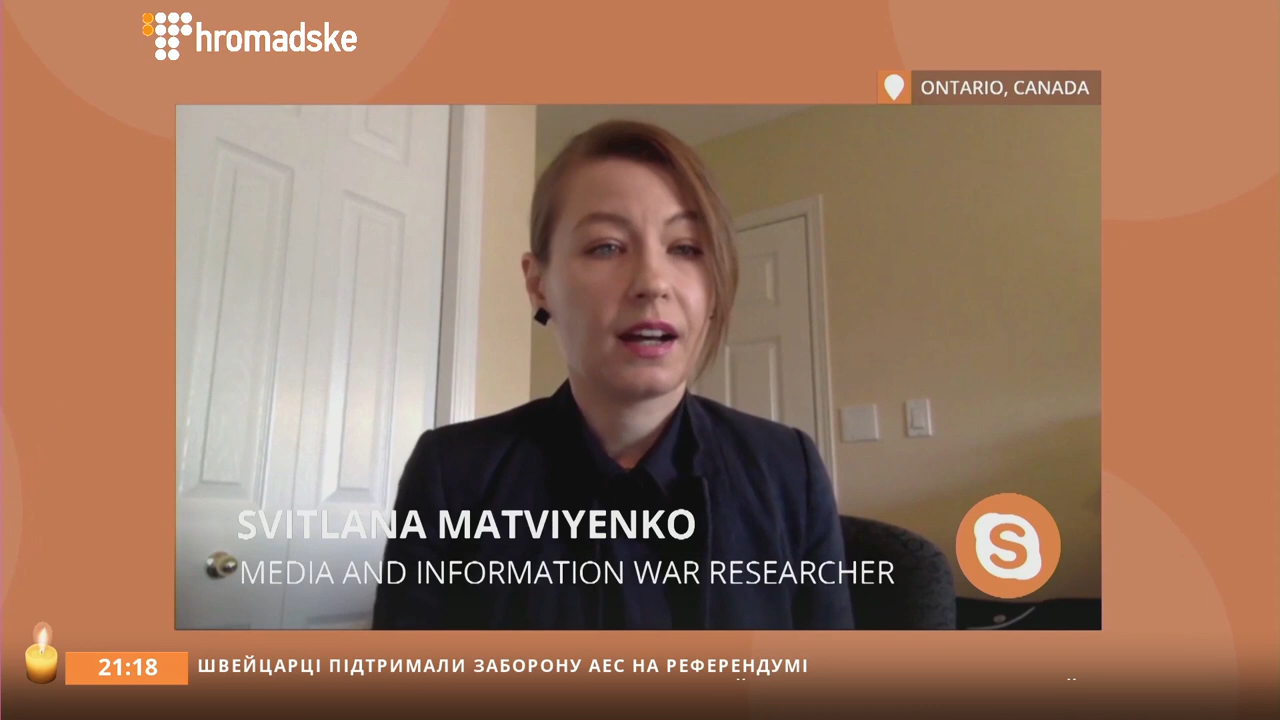 hromadske
ONTARIO, CANADA
SVITLANA MATVIYENKO
MEDIA AND INFORMATION WAR RESEARCHER
S
21:18
ШВЕЙЦАРЦІ ПІДТРИМАЛИ ЗАБОРОНУ АЕС НА РЕФЕРЕНДУМІ